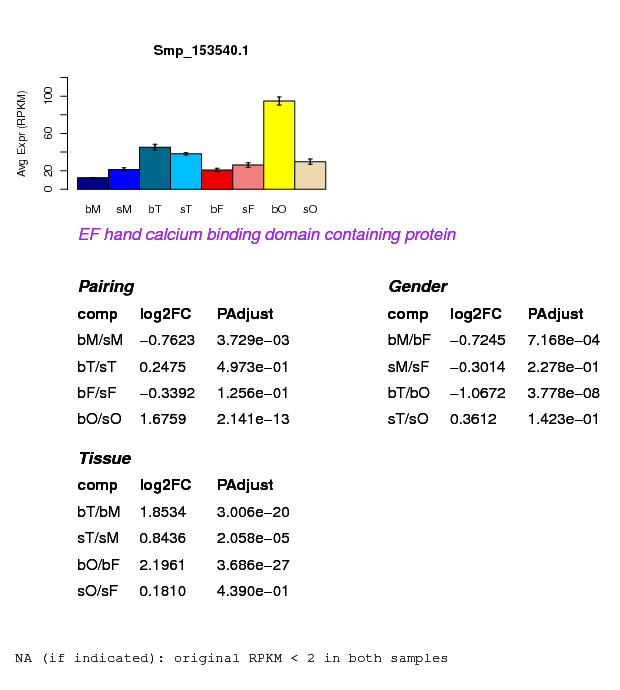 Smp_153540.1
Avg Expr (RPKM)
0 20 60 100
bM sM bT sT bF sF bO sO
EF hand calcium binding domain containing protein
Pairing
comp log2FC PAdjust
bM/sM −0.7623 3.729e−03
bT/sT 0.2475 4.973e−01
bF/sF −0.3392 1.256e−01
bO/sO 1.6759 2.141e−13
Gender
comp log2FC PAdjust
bM/bF −0.7245 7.168e−04
sM/sF −0.3014 2.278e−01
bT/bO −1.0672 3.778e−08
sT/sO 0.3612 1.423e−01
Tissue
comp log2FC PAdjust
bT/bM 1.8534 3.006e−20
sT/sM 0.8436 2.058e−05
bO/bF 2.1961 3.686e−27
sO/sF 0.1810 4.390e−01
NA (if indicated): original RPKM < 2 in both samples